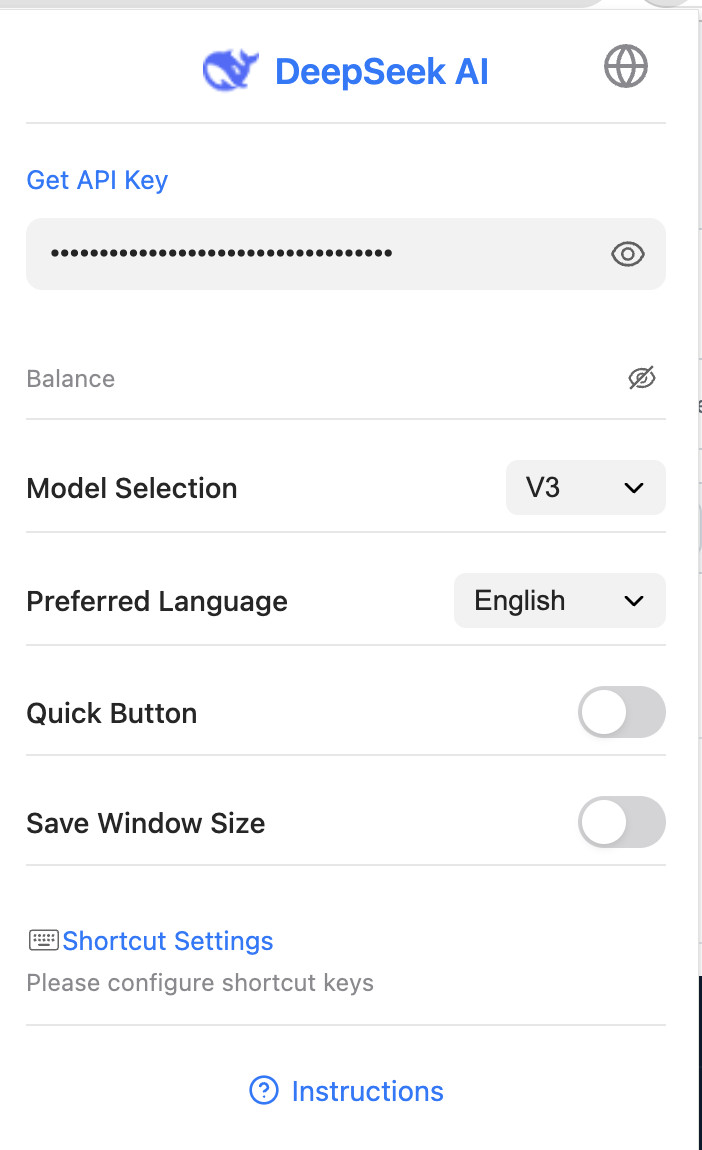 DeepSeek AI
Get API Key
•••••••••••••••••••••••••••••••••••
Balance
Model Selection
V3
Preferred Language
English
Quick Button
Save Window Size
Shortcut Settings
Please configure shortcut keys
? Instructions